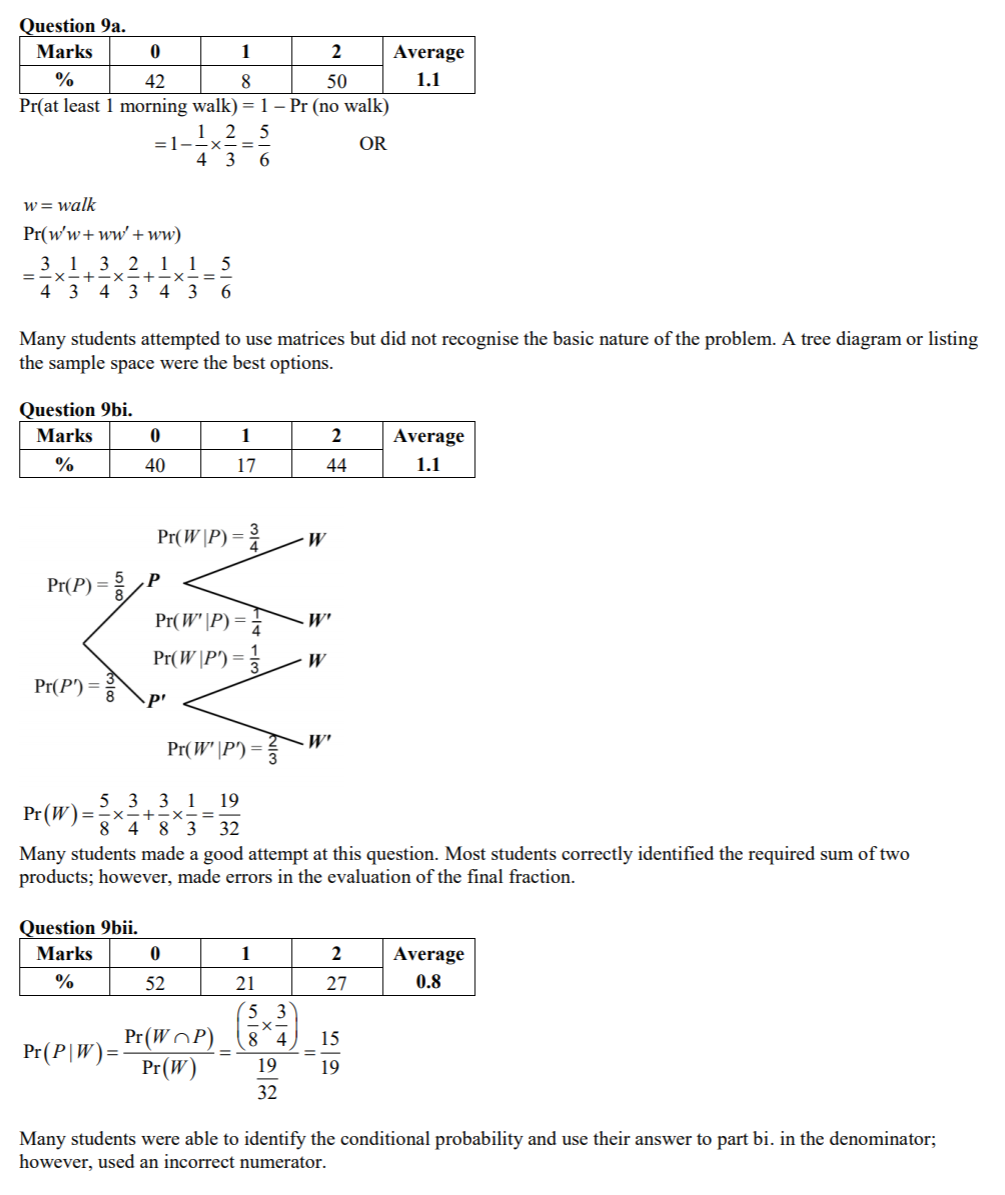 Question 9a.
Marks 0 1 2 Average
% 42 8 50 1.1
Pr(at least 1 morning walk) = 1 – Pr (no walk)
= 1 − 1/4 × 2/3 = 5/6 OR
w = walk
Pr(w′w + ww′ + ww)
= 3/4 × 1/3 + 3/4 × 2/3 + 1/4 × 1/3 = 5/6
Many students attempted to use matrices but did not recognise the basic nature of the problem. A tree diagram or listing
the sample space were the best options.
Question 9bi.
Marks 0 1 2 Average
% 40 17 44 1.1
Pr(W | P) = 3/4 W
Pr(P) = 5/8 P
Pr(W′ | P) = 1/4 W′
Pr(W | P′) = 1/3 W
Pr(P′) = 3/8 P′
Pr(W′ | P′) = 2/3 W′
Pr(W) = 5/8 × 3/4 + 3/8 × 1/3 = 19/32
Many students made a good attempt at this question. Most students correctly identified the required sum of two
products; however, made errors in the evaluation of the final fraction.
Question 9bii.
Marks 0 1 2 Average
% 52 21 27 0.8
Pr(P | W) = Pr(W ∩ P)/Pr(W) = (5/8 × 3/4)/(19/32) = 15/19
Many students were able to identify the conditional probability and use their answer to part bi. in the denominator;
however, used an incorrect numerator.